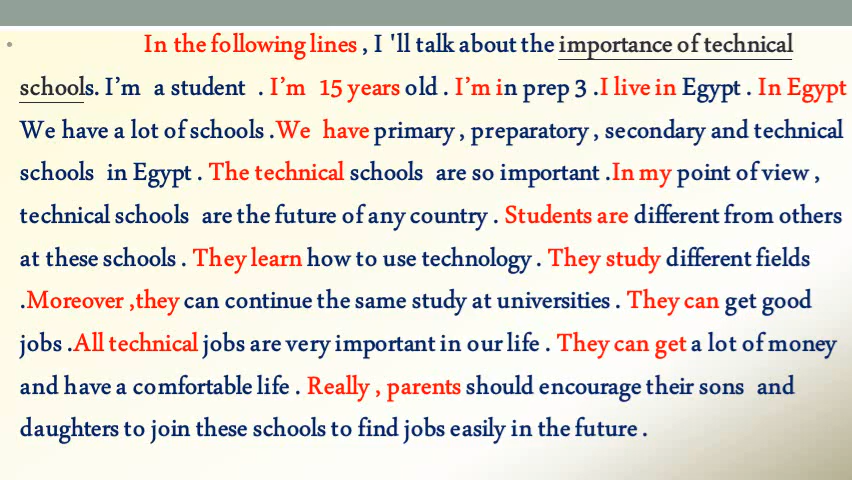 • In the following lines , I 'll talk about the importance of technical
schools. I’m a student . I’m 15 years old . I’m in prep 3 .I live in Egypt . In Egypt
We have a lot of schools .We have primary , preparatory , secondary and technical
schools in Egypt . The technical schools are so important .In my point of view ,
technical schools are the future of any country . Students are different from others
at these schools . They learn how to use technology . They study different fields
.Moreover ,they can continue the same study at universities . They can get good
jobs .All technical jobs are very important in our life . They can get a lot of money
and have a comfortable life . Really , parents should encourage their sons and
daughters to join these schools to find jobs easily in the future .